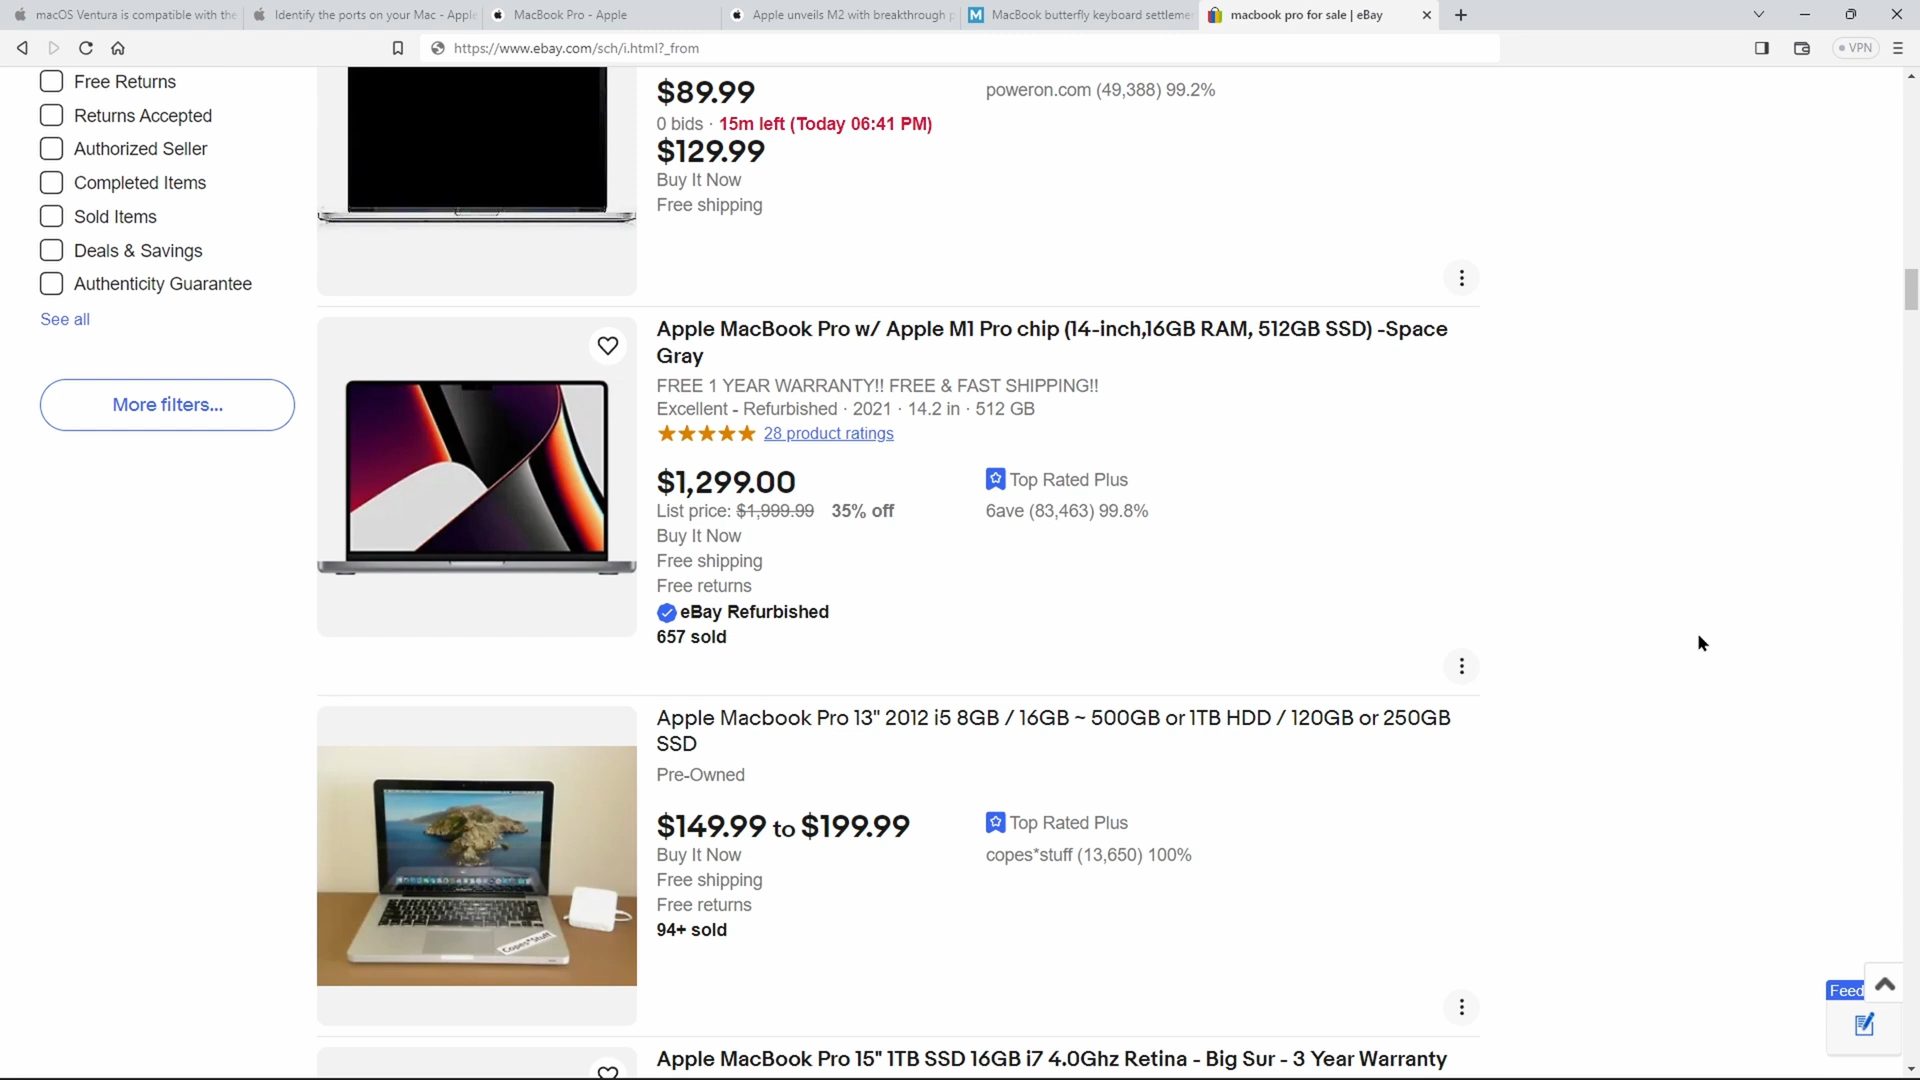 macOS Ventura is compatible with the
Identify the ports on your Mac - Apple
MacBook Pro - Apple
Apple unveils M2 with breakthrough p
MacBook butterfly keyboard settlemen
macbook pro for sale | eBay
https://www.ebay.com/sch/i.html?_from
VPN
Free Returns
Returns Accepted
Authorized Seller
Completed Items
Sold Items
Deals & Savings
Authenticity Guarantee
See all
More filters...
$89.99
poweron.com (49,388) 99.2%
0 bids · 15m left (Today 06:41 PM)
$129.99
Buy It Now
Free shipping
Apple MacBook Pro w/ Apple M1 Pro chip (14-inch,16GB RAM, 512GB SSD) -Space
Gray
FREE 1 YEAR WARRANTY!! FREE & FAST SHIPPING!!
Excellent - Refurbished · 2021 · 14.2 in · 512 GB
28 product ratings
$1,299.00
Top Rated Plus
List price: $1,999.99 35% off
6ave (83,463) 99.8%
Buy It Now
Free shipping
Free returns
eBay Refurbished
657 sold
Apple Macbook Pro 13" 2012 i5 8GB / 16GB ~ 500GB or 1TB HDD / 120GB or 250GB
SSD
Pre-Owned
$149.99 to $199.99
Top Rated Plus
Buy It Now
copes*stuff (13,650) 100%
Free shipping
Free returns
94+ sold
Copes*Stuff
Feed
Apple MacBook Pro 15" 1TB SSD 16GB i7 4.0Ghz Retina - Big Sur - 3 Year Warranty